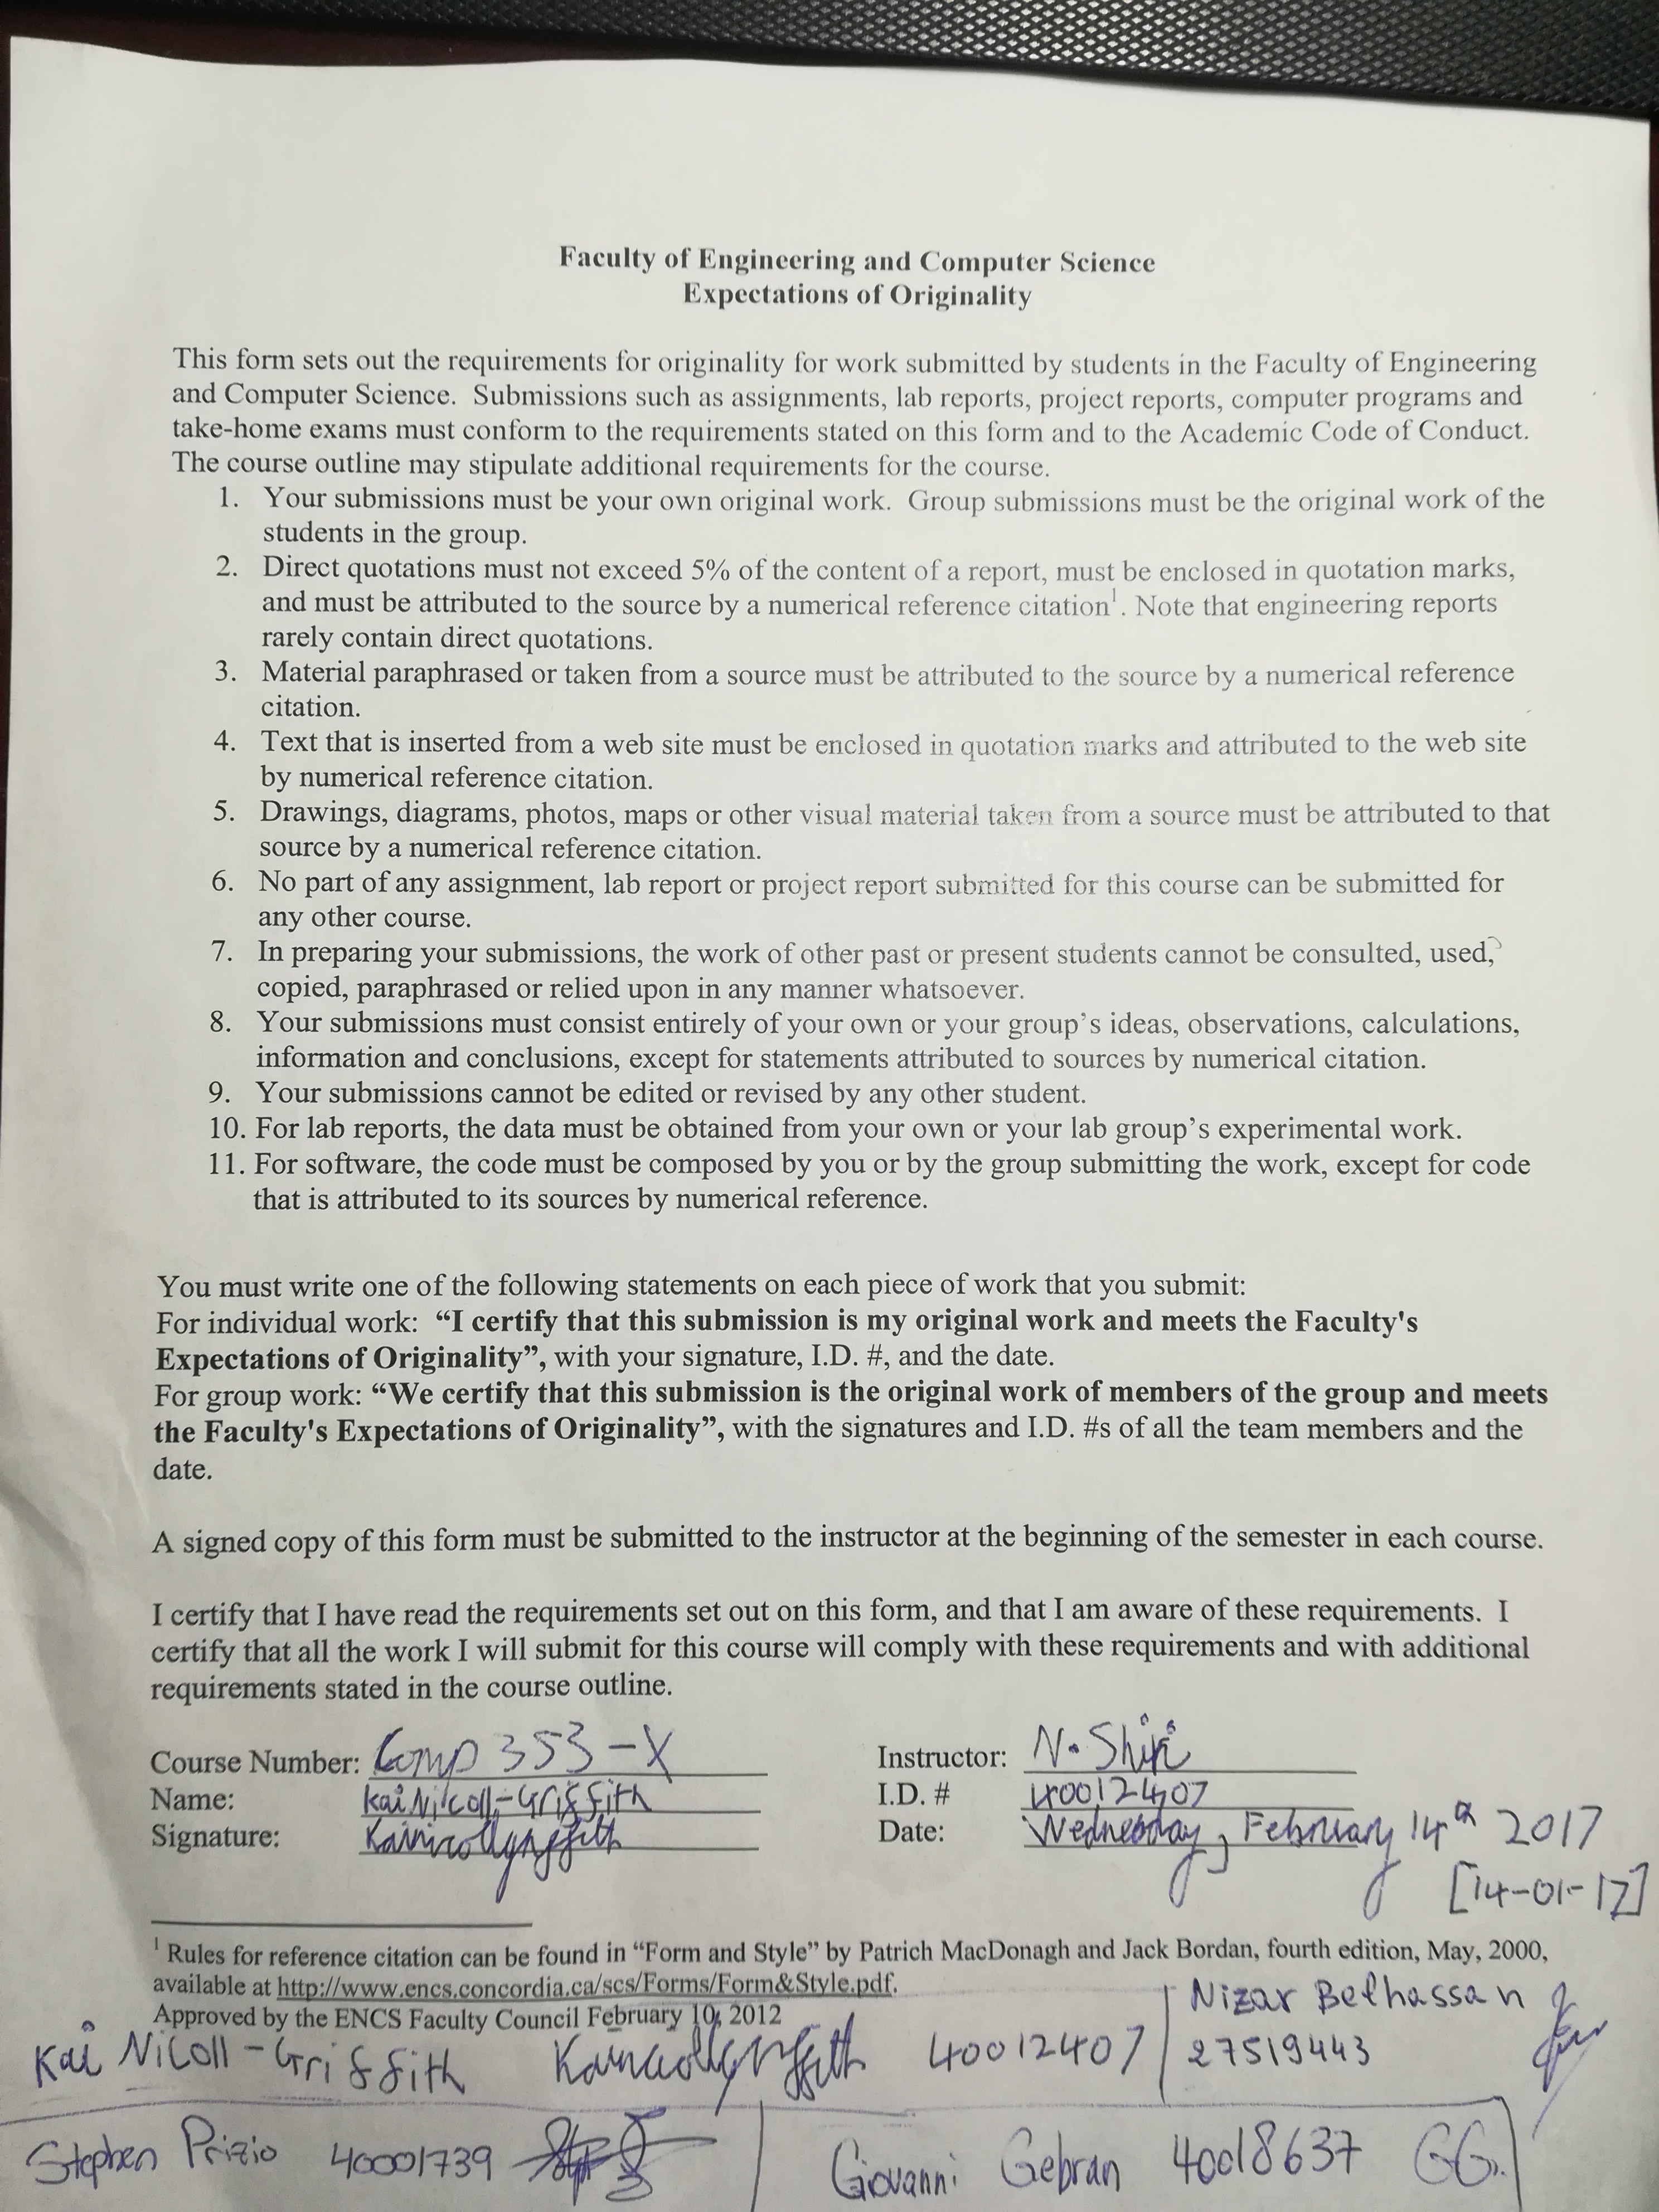 Faculty of Engineering and Computer Science
Expectations of Originality
This form sets out the requirements for originality for work submitted by students in the Faculty of Engineering
and Computer Science. Submissions such as assignments, lab reports, project reports, computer programs and
take-home exams must conform to the requirements stated on this form and to the Academic Code of Conduct.
The course outline may stipulate additional requirements for the course.
1. Your submissions must be your own original work. Group submissions must be the original work of the
students in the group.
2. Direct quotations must not exceed 5% of the content of a report, must be enclosed in quotation marks,
and must be attributed to the source by a numerical reference citation¹. Note that engineering reports
rarely contain direct quotations.
3. Material paraphrased or taken from a source must be attributed to the source by a numerical reference
citation.
4. Text that is inserted from a web site must be enclosed in quotation marks and attributed to the web site
by numerical reference citation.
5. Drawings, diagrams, photos, maps or other visual material taken from a source must be attributed to that
source by a numerical reference citation.
6. No part of any assignment, lab report or project report submitted for this course can be submitted for
any other course.
7. In preparing your submissions, the work of other past or present students cannot be consulted, used,
copied, paraphrased or relied upon in any manner whatsoever.
8. Your submissions must consist entirely of your own or your group's ideas, observations, calculations,
information and conclusions, except for statements attributed to sources by numerical citation.
9. Your submissions cannot be edited or revised by any other student.
10. For lab reports, the data must be obtained from your own or your lab group's experimental work.
11. For software, the code must be composed by you or by the group submitting the work, except for code
that is attributed to its sources by numerical reference.
You must write one of the following statements on each piece of work that you submit:
For individual work: “I certify that this submission is my original work and meets the Faculty's
Expectations of Originality”, with your signature, I.D. #, and the date.
For group work: “We certify that this submission is the original work of members of the group and meets
the Faculty's Expectations of Originality”, with the signatures and I.D. #s of all the team members and the
date.
A signed copy of this form must be submitted to the instructor at the beginning of the semester in each course.
I certify that I have read the requirements set out on this form, and that I am aware of these requirements. I
certify that all the work I will submit for this course will comply with these requirements and with additional
requirements stated in the course outline.
Course Number: Comp 353-X Instructor: N. Shiri
Name: Kai Nicoll-Griffith I.D. # 40012407
Signature: Kainicollgriffith Date: Wednesday, February 14th 2017
[14-01-17]
¹ Rules for reference citation can be found in “Form and Style” by Patrich MacDonagh and Jack Bordan, fourth edition, May, 2000,
available at http://www.encs.concordia.ca/scs/Forms/Form&Style.pdf.
Approved by the ENCS Faculty Council February 10, 2012
Kai Nicoll-Griffith Kainicollgriffith 40012407
Nizar Belhassan
27519443
Stephen Prizio 40001739
Giovanni Gebran 40018637 GG.